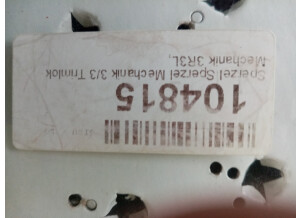 104815
Sperzel Sperzel Mechanik 3/3 Trimlok
Mechanik 3R3L,